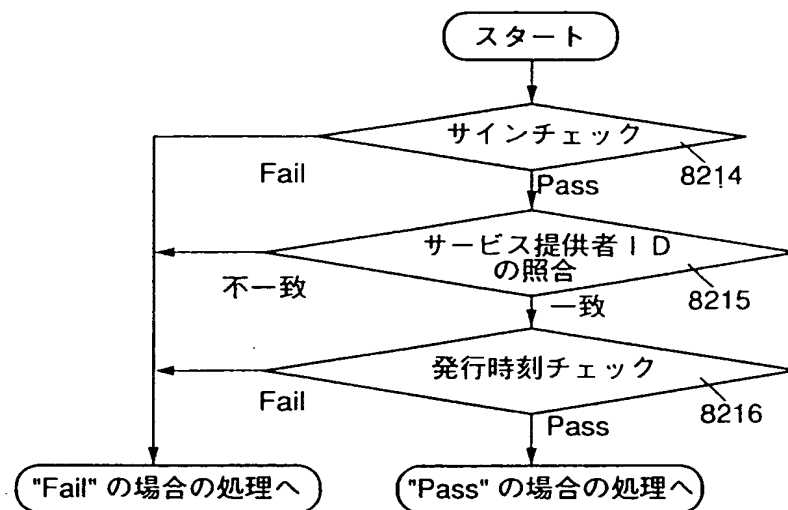 スタート
サインチェック
Fail
8214
Pass
サービス提供者ＩＤ
の照合
不一致
8215
一致
発行時刻チェック
Fail
8216
Pass
"Fail" の場合の処理へ
"Pass" の場合の処理へ